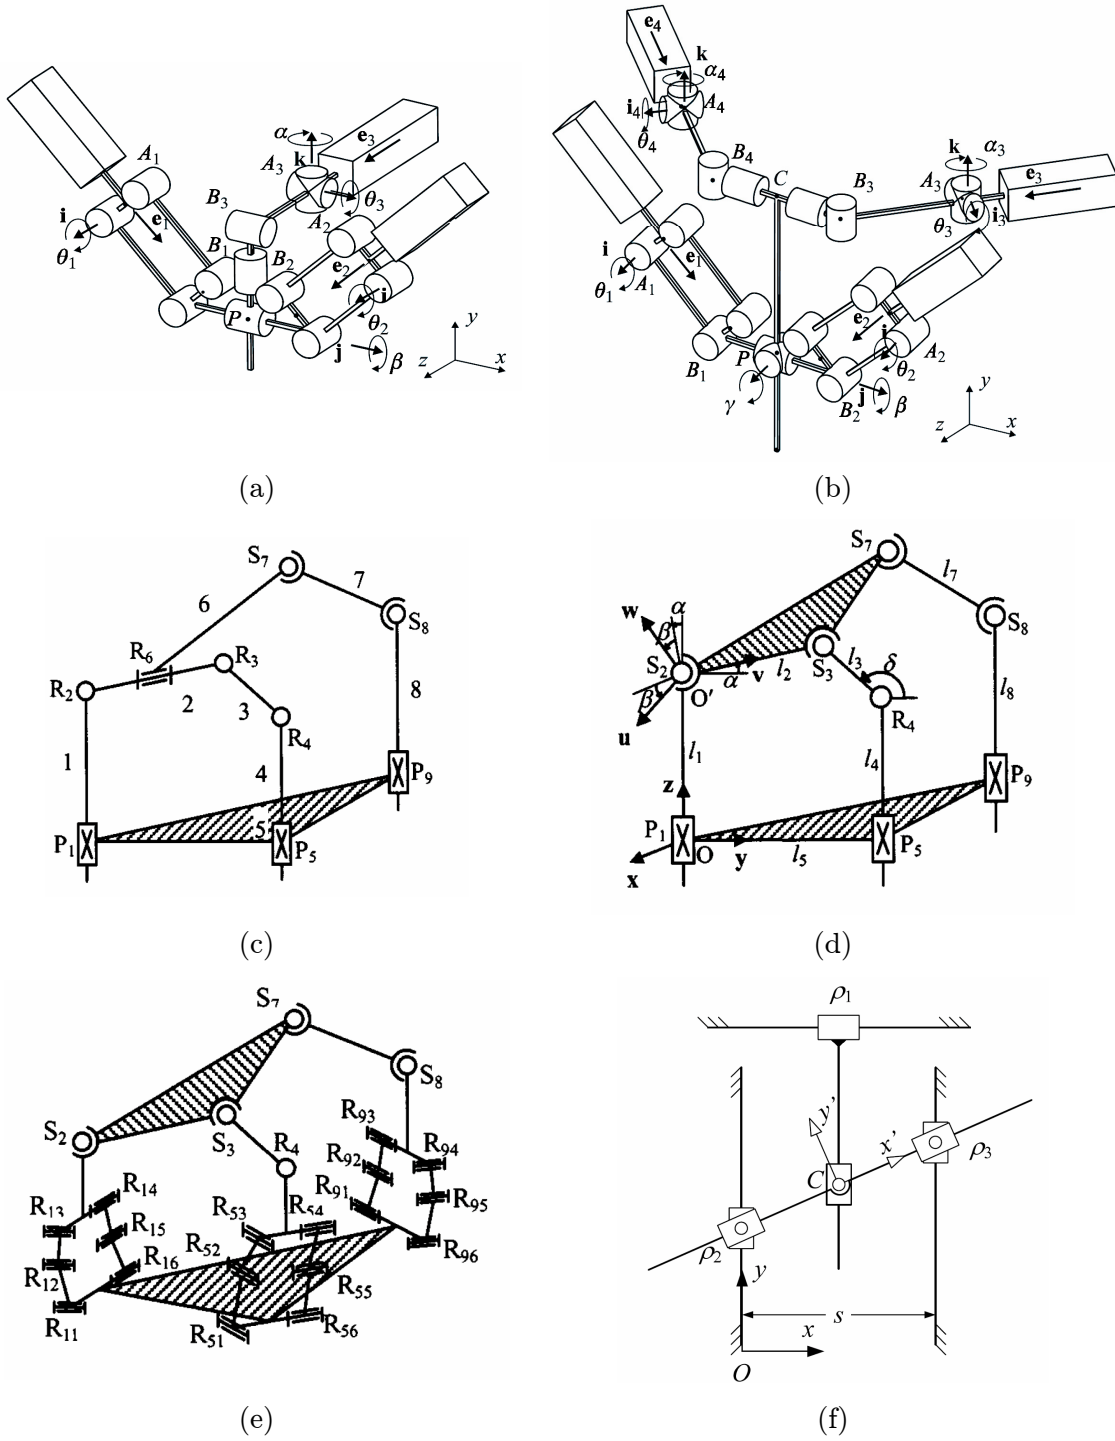 e₄ k α₄
i₄ A₄
θ₄
α e₃
A₁ A₃ k
B₃ A₂ θ₃
i e₁
θ₁ B₁ B₂ e₂ i
P θ₂
j β
y
z x
B₄ C B₃ A₃ k α₃
e₃
i₃
θ₃
i e₁
θ₁ A₁
e₂ i
B₁ P θ₂ A₂
γ B₂ j β
y
z x
(a) (b)
S₇
7
6 S₈
R₆ R₃
R₂ 2 8
3 R₄
1 4
P₉
P₁ 5 P₅
S₇
l₇
w α β S₈
S₂ S₃ l₃ δ
O' α v l₂
β R₄ l₈
u
l₁ l₄
z P₉
P₁ P₅
O y l₅
x
(c) (d)
S₇
S₈
S₂ S₃ R₄
R₉₃ R₉₄
R₉₂
R₁₄ R₉₁ R₉₅
R₁₃ R₅₃ R₅₄
R₁₅ R₅₂ R₉₆
R₁₂ R₁₆
R₅₅
R₁₁ R₅₁ R₅₆
ρ₁
y'
x' ρ₃
C
ρ₂
y
s
x
O
(e) (f)